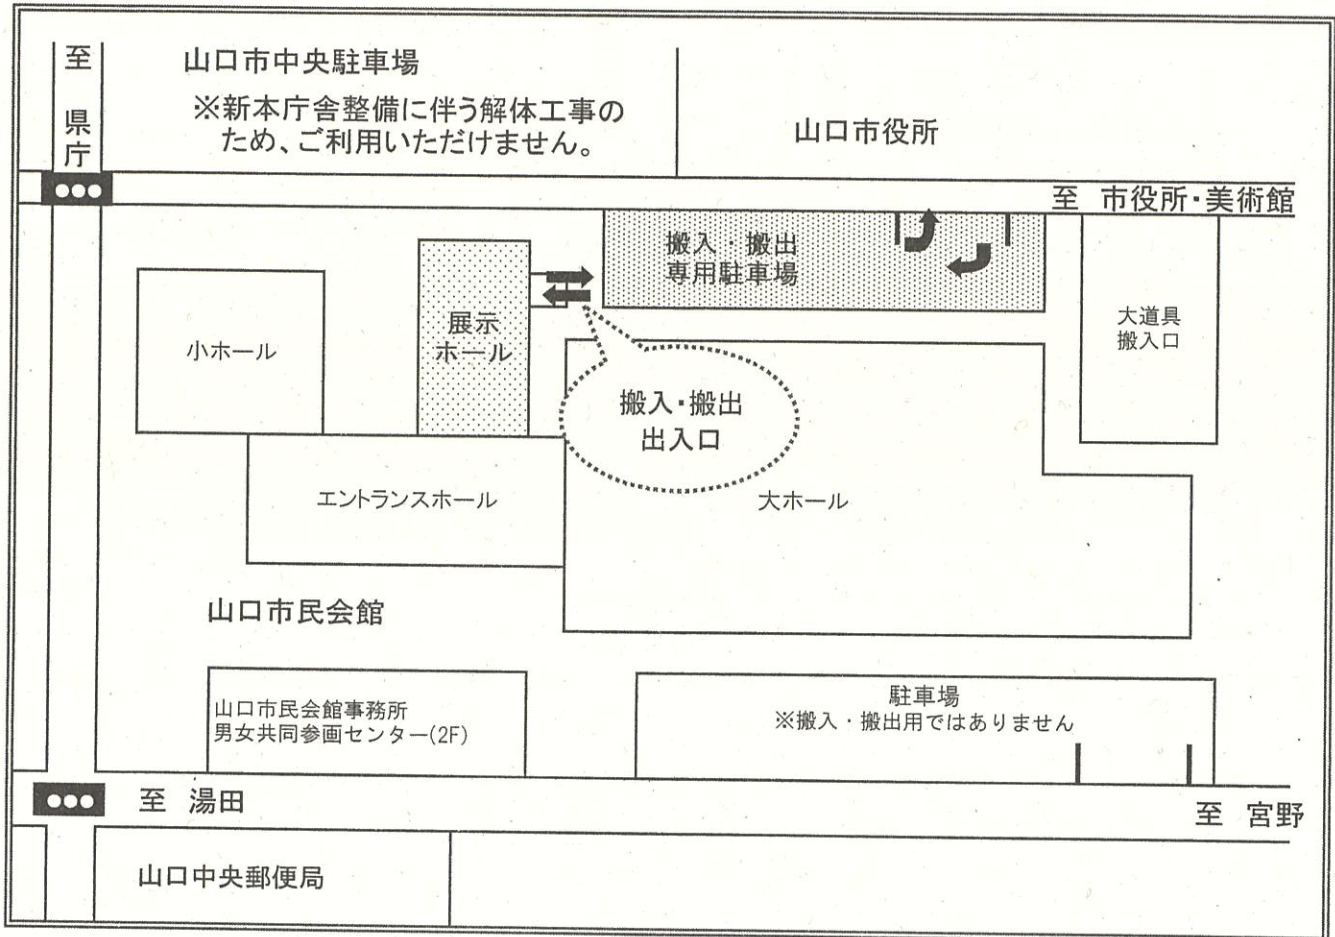 至 県庁
山口市中央駐車場
※新本庁舎整備に伴う解体工事の
ため、ご利用いただけません。
山口市役所
至 市役所・美術館
搬入・搬出
専用駐車場
展示
ホール
小ホール
大道具
搬入口
搬入・搬出
出入口
エントランスホール
大ホール
山口市民会館
山口市民会館事務所
男女共同参画センター(2F)
駐車場
※搬入・搬出用ではありません
至 湯田
至 宮野
山口中央郵便局